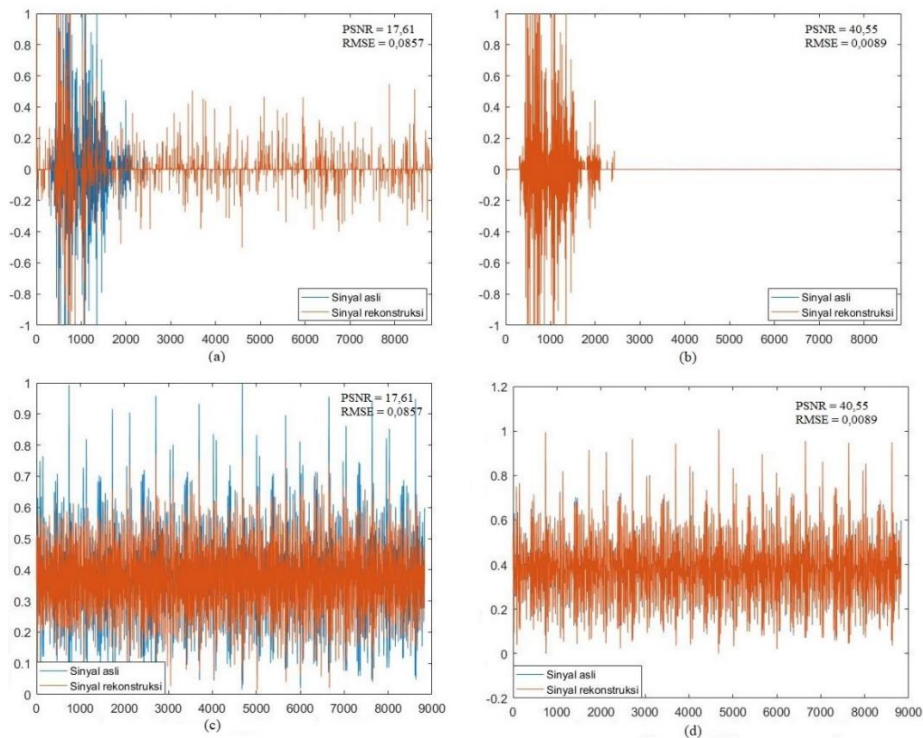 PSNR = 17,61
RMSE = 0,0857
1
0.8
0.6
0.4
0.2
0
-0.2
-0.4
-0.6
-0.8
-1
Sinyal asli
Sinyal rekonstruksi
0 1000 2000 3000 4000 5000 6000 7000 8000
(a)
PSNR = 40,55
RMSE = 0,0089
1
0.8
0.6
0.4
0.2
0
-0.2
-0.4
-0.6
-0.8
-1
Sinyal asli
Sinyal rekonstruksi
0 1000 2000 3000 4000 5000 6000 7000 8000
(b)
PSNR = 17,61
RMSE = 0,0857
1
0.9
0.8
0.7
0.6
0.5
0.4
0.3
0.2
0.1
0
Sinyal asli
Sinyal rekonstruksi
0 1000 2000 3000 4000 5000 6000 7000 8000 9000
(c)
PSNR = 40,55
RMSE = 0,0089
1.2
1
0.8
0.6
0.4
0.2
0
-0.2
Sinyal asli
Sinyal rekonstruksi
0 1000 2000 3000 4000 5000 6000 7000 8000 9000
(d)